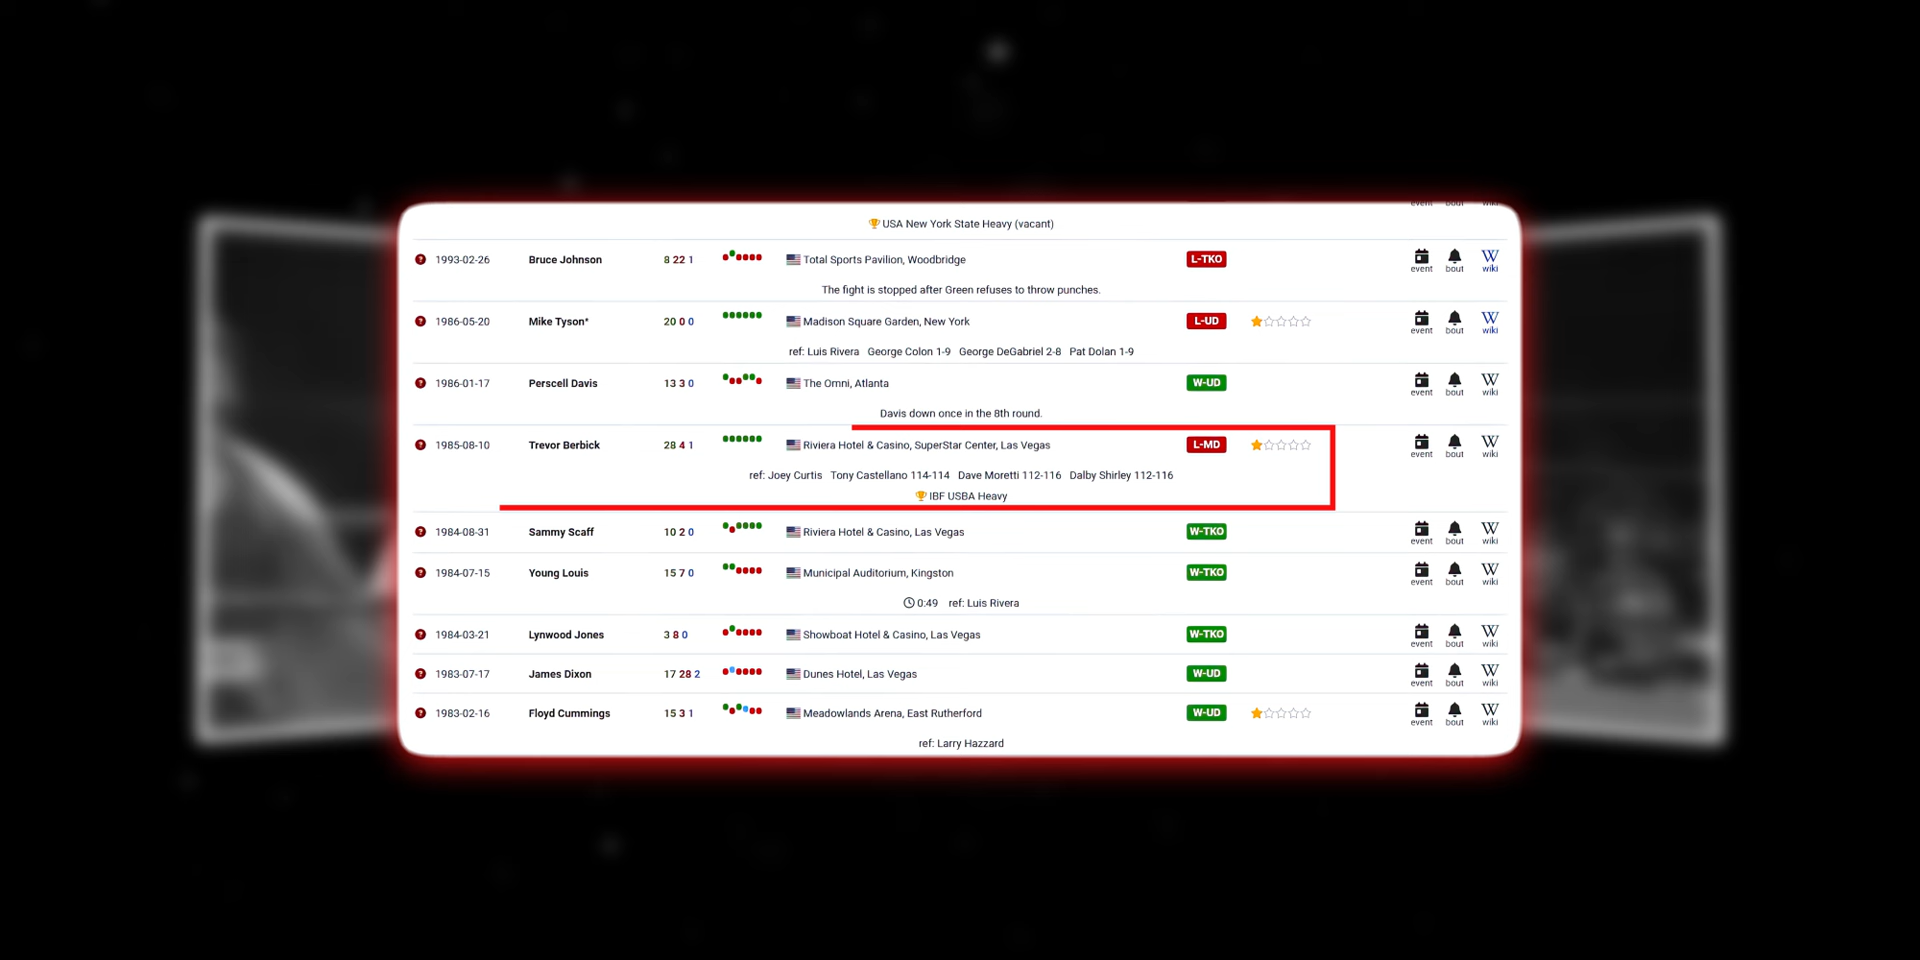 event bout wiki
USA New York State Heavy (vacant)
? 1993-02-26 Bruce Johnson 8 22 1 Total Sports Pavilion, Woodbridge L-TKO event bout W wiki
The fight is stopped after Green refuses to throw punches.
? 1986-05-20 Mike Tyson* 20 0 0 Madison Square Garden, New York L-UD event bout W wiki
ref: Luis Rivera George Colon 1-9 George DeGabriel 2-8 Pat Dolan 1-9
? 1986-01-17 Perscell Davis 13 3 0 The Omni, Atlanta W-UD event bout W wiki
Davis down once in the 8th round.
? 1985-08-10 Trevor Berbick 28 4 1 Riviera Hotel & Casino, SuperStar Center, Las Vegas L-MD event bout W wiki
ref: Joey Curtis Tony Castellano 114-114 Dave Moretti 112-116 Dalby Shirley 112-116
IBF USBA Heavy
? 1984-08-31 Sammy Scaff 10 2 0 Riviera Hotel & Casino, Las Vegas W-TKO event bout W wiki
? 1984-07-15 Young Louis 15 7 0 Municipal Auditorium, Kingston W-TKO event bout W wiki
0:49 ref: Luis Rivera
? 1984-03-21 Lynwood Jones 3 8 0 Showboat Hotel & Casino, Las Vegas W-TKO event bout W wiki
? 1983-07-17 James Dixon 17 28 2 Dunes Hotel, Las Vegas W-UD event bout W wiki
? 1983-02-16 Floyd Cummings 15 3 1 Meadowlands Arena, East Rutherford W-UD event bout W wiki
ref: Larry Hazzard